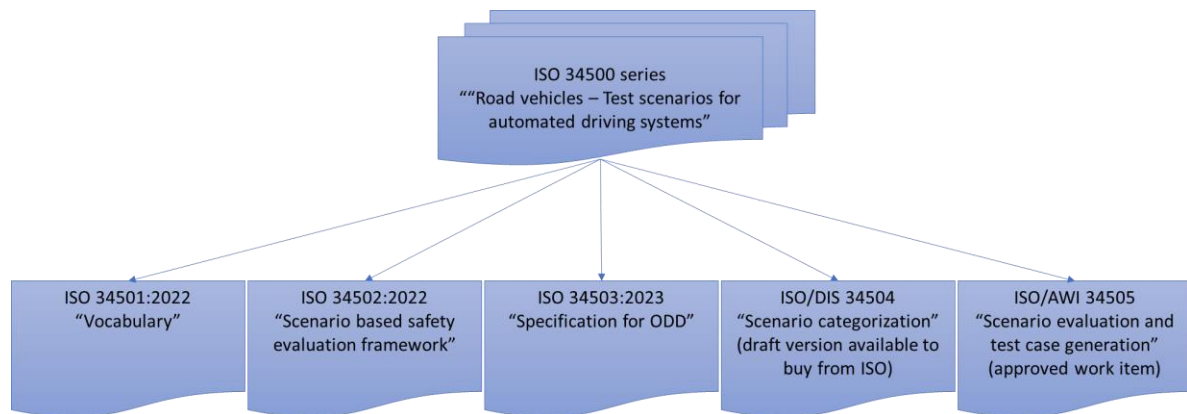 ISO 34500 series
““Road vehicles – Test scenarios for
automated driving systems”
ISO 34501:2022
“Vocabulary”
ISO 34502:2022
“Scenario based safety
evaluation framework”
ISO 34503:2023
“Specification for ODD”
ISO/DIS 34504
“Scenario categorization”
(draft version available to
buy from ISO)
ISO/AWI 34505
“Scenario evaluation and
test case generation”
(approved work item)